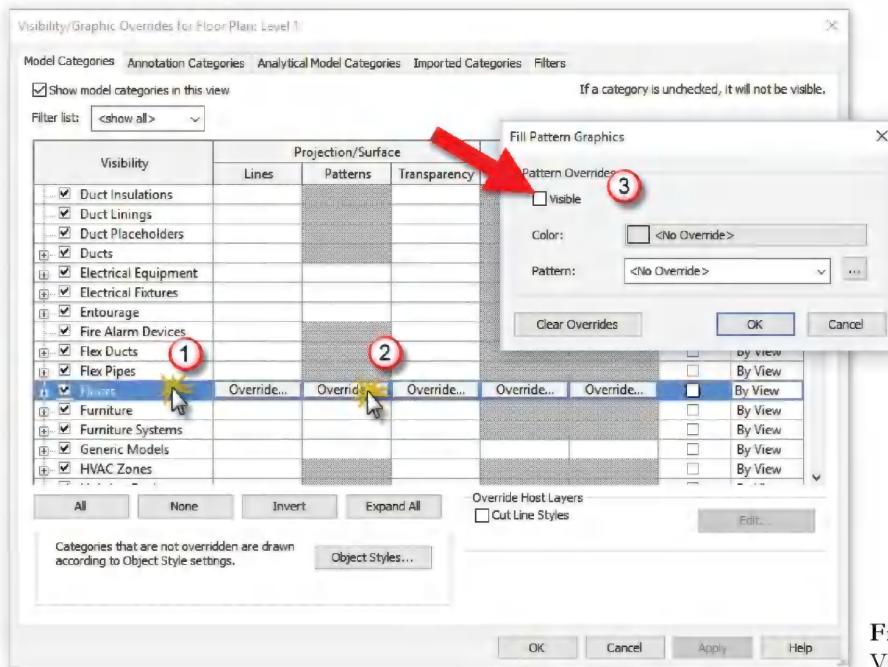 Visibility/Graphic Overrides for Floor Plan: Level 1
Model Categories Annotation Categories Analytical Model Categories Imported Categories Filters
Show model categories in this view
If a category is unchecked, it will not be visible.
Filter list: <show all>
Visibility
Projection/Surface
Lines Patterns Transparency
Fill Pattern Graphics
Pattern Overrides
3
Visible
Color: <No Override>
Pattern: <No Override> ...
Clear Overrides OK Cancel
Duct Insulations
Duct Linings
Duct Placeholders
Ducts
Electrical Equipment
Electrical Fixtures
Entourage
Fire Alarm Devices
Flex Ducts 1 2 By View
Flex Pipes By View
Floors Override... Override... Override... Override... Override... By View
Furniture By View
Furniture Systems By View
Generic Models By View
HVAC Zones By View
All None Invert Expand All
Override Host Layers
Cut Line Styles
Edit...
Categories that are not overridden are drawn
according to Object Style settings.
Object Styles...
OK Cancel Apply Help